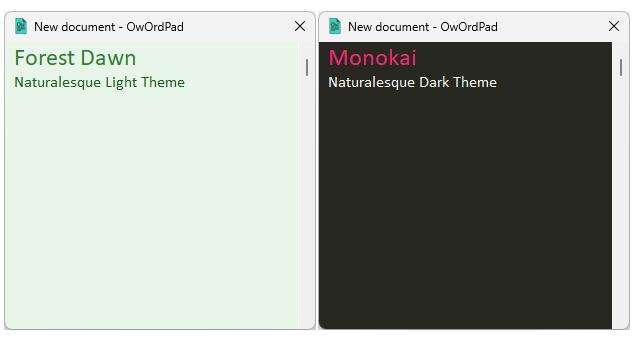 New document - OwOrdPad
Forest Dawn
Naturalesque Light Theme
New document - OwOrdPad
Monokai
Naturalesque Dark Theme